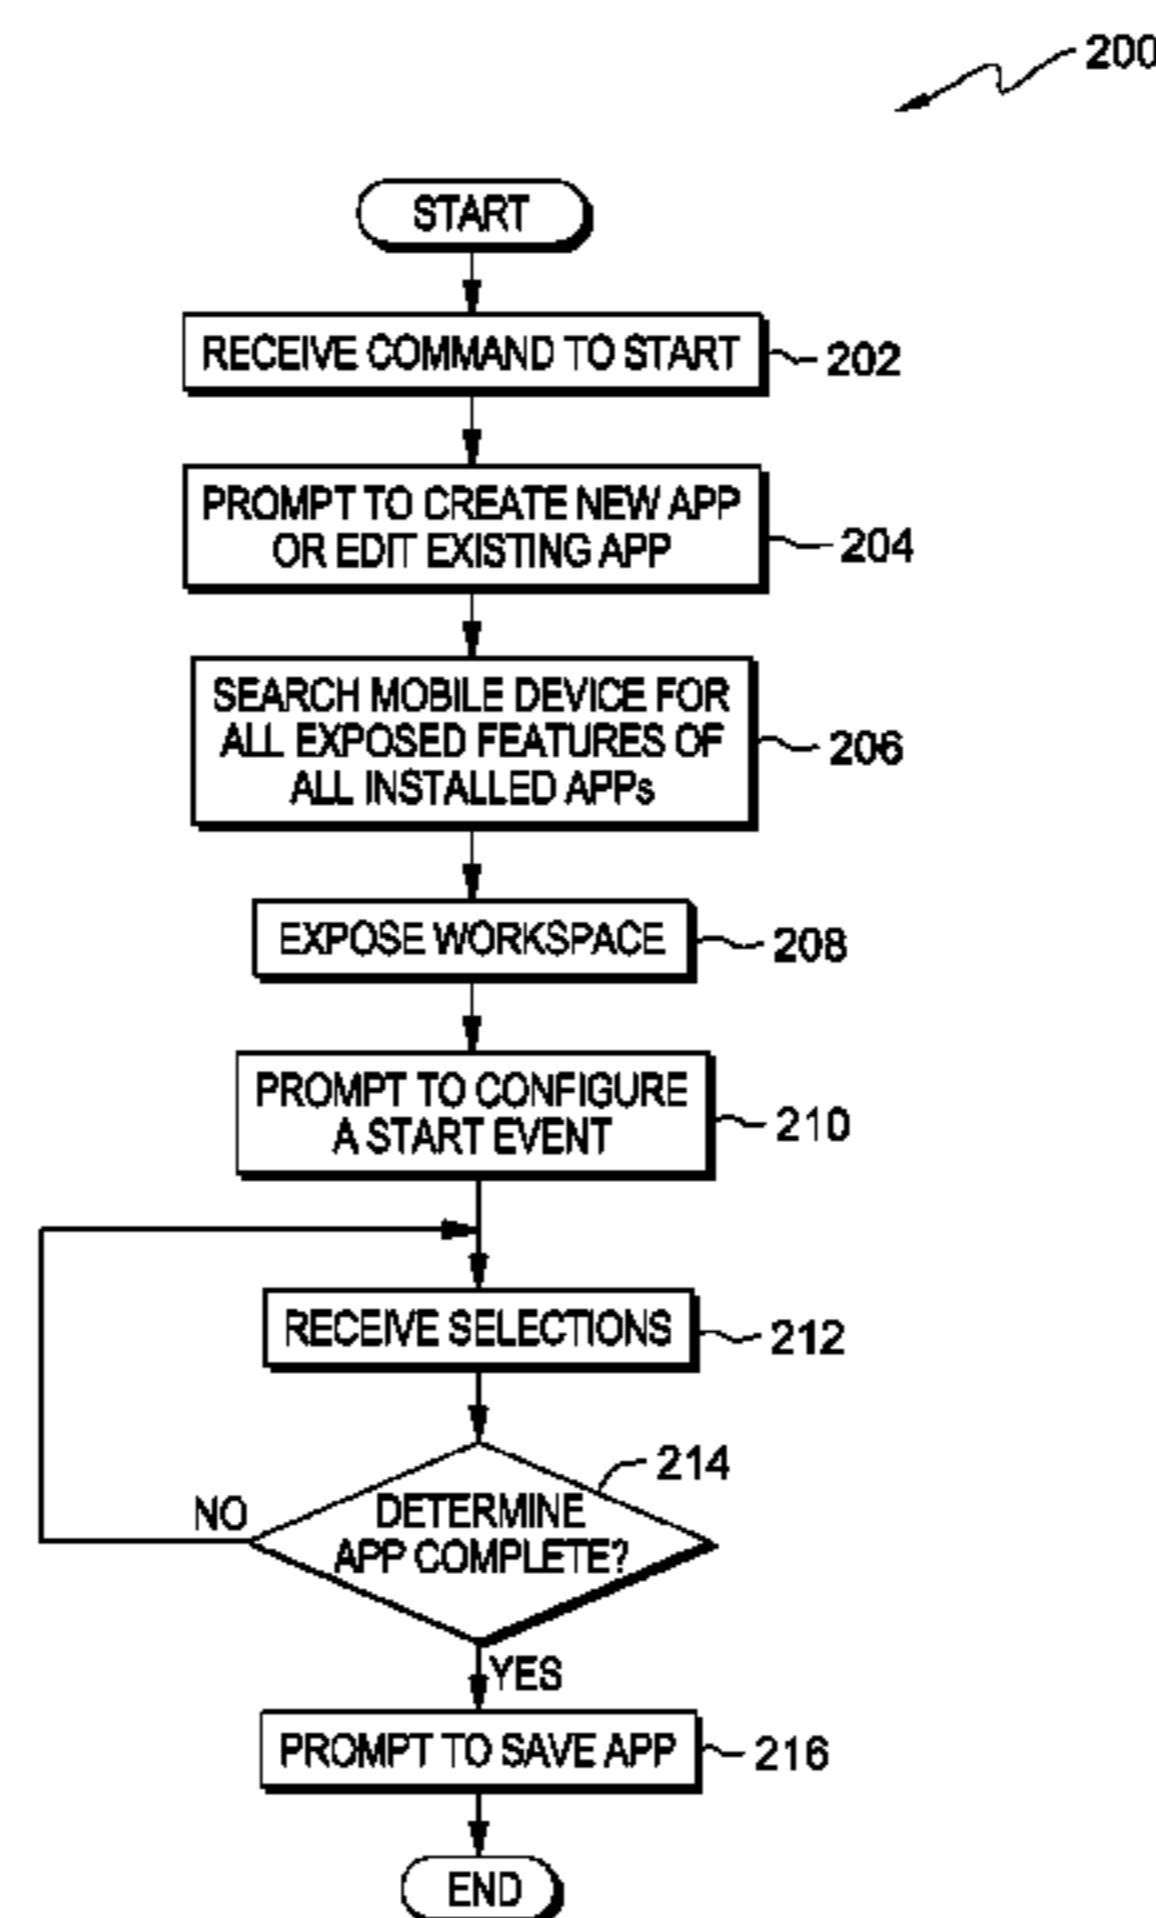 200
START
RECEIVE COMMAND TO START
202
PROMPT TO CREATE NEW APP
OR EDIT EXISTING APP
204
SEARCH MOBILE DEVICE FOR
ALL EXPOSED FEATURES OF
ALL INSTALLED APPs
206
EXPOSE WORKSPACE
208
PROMPT TO CONFIGURE
A START EVENT
210
RECEIVE SELECTIONS
212
214
DETERMINE
APP COMPLETE?
NO
YES
PROMPT TO SAVE APP
216
END